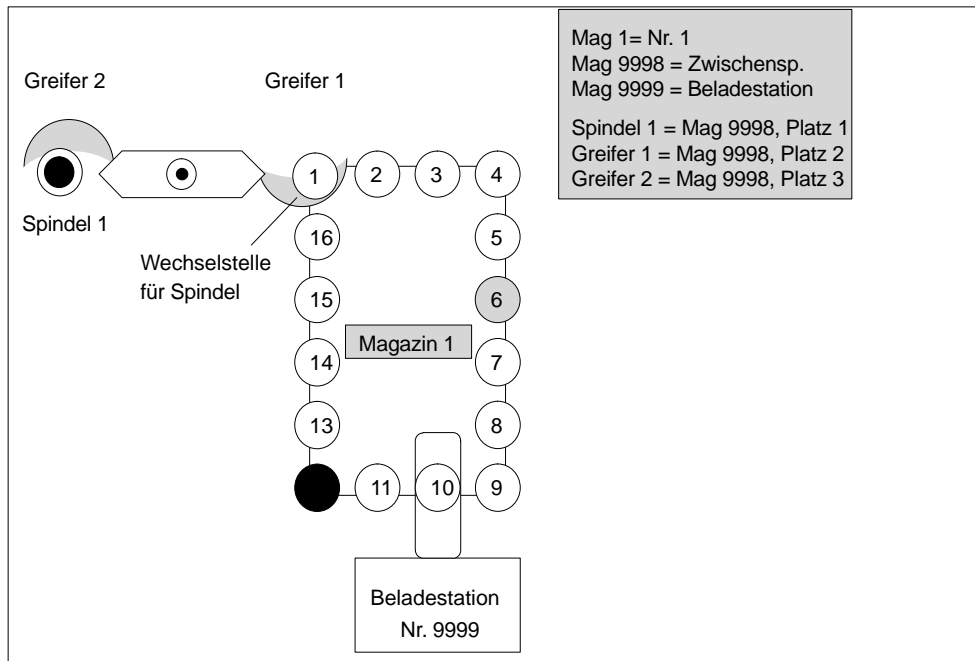 Mag 1= Nr. 1
Mag 9998 = Zwischensp.
Mag 9999 = Beladestation
Spindel 1 = Mag 9998, Platz 1
Greifer 1 = Mag 9998, Platz 2
Greifer 2 = Mag 9998, Platz 3
Greifer 2
Greifer 1
1
2
3
4
Spindel 1
16
5
Wechselstelle
für Spindel
15
6
Magazin 1
14
7
13
8
11
10
9
Beladestation
Nr. 9999